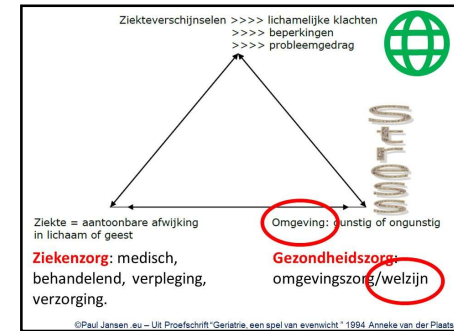 Ziekteverschijnselen >>>> lichamelijke klachten
>>>> beperkingen
>>>> probleemgedrag
Stress
Ziekte = aantoonbare afwijking
in lichaam of geest
Omgeving: gunstig of ongunstig
Ziekenzorg: medisch,
behandelend, verpleging,
verzorging.
Gezondheidszorg:
omgevingszorg/welzijn
©Paul Jansen .eu – Uit Proefschrift "Geriatrie, een spel van evenwicht " 1994 Anneke van der Plaats